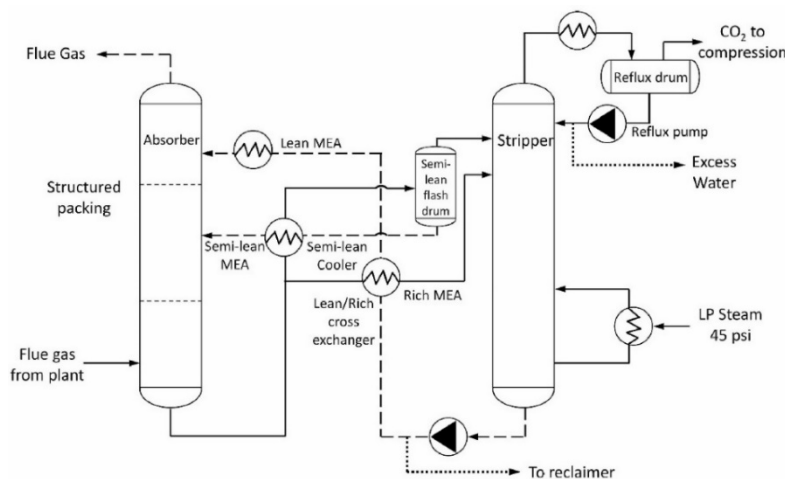 Flue Gas
CO₂ to
compression
Reflux drum
Absorber
Lean MEA
Stripper
Reflux pump
Semi-
lean
flash
drum
Excess
Water
Structured
packing
Semi-lean
MEA
Semi-lean
Cooler
Rich MEA
Lean/Rich
cross
exchanger
LP Steam
45 psi
Flue gas
from plant
To reclaimer